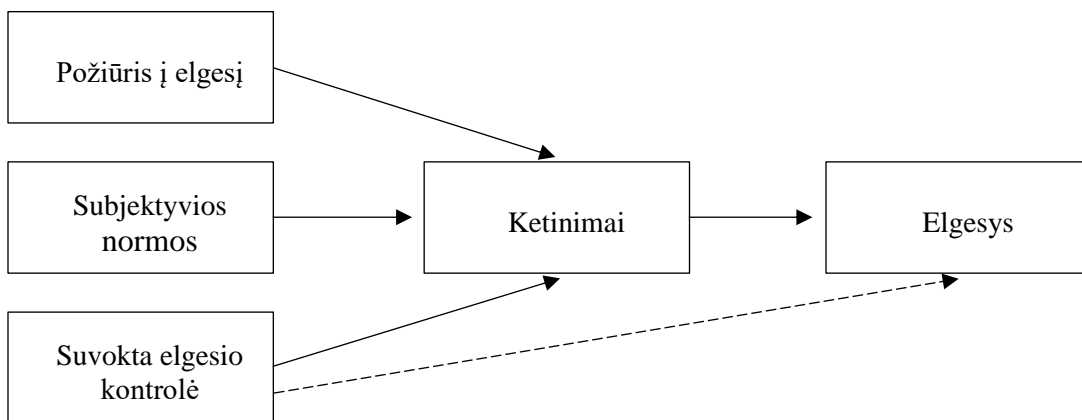 Požiūris į elgesį
Subjektyvios
normos
Ketinimai
Elgesys
Suvokta elgesio
kontrolė